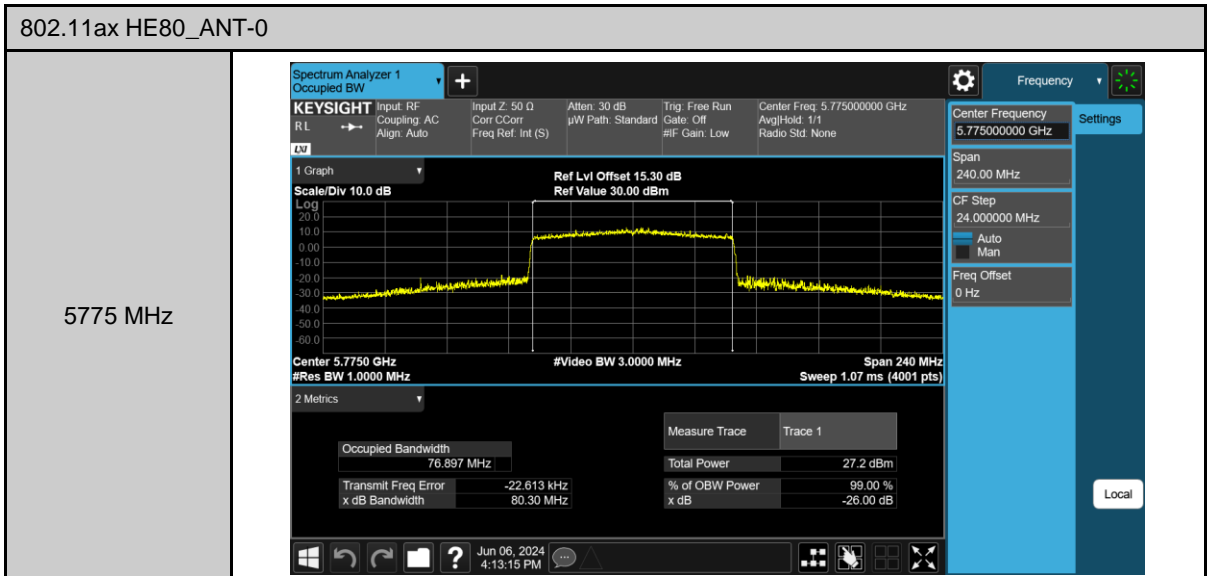 802.11ax HE80_ANT-0
5775 MHz
Spectrum Analyzer 1
Occupied BW
Frequency
KEYSIGHT
RL
LXI
Input: RF
Coupling: AC
Align: Auto
Input Z: 50 Ω
Corr CCorr
Freq Ref: Int (S)
Atten: 30 dB
µW Path: Standard
Trig: Free Run
Gate: Off
#IF Gain: Low
Center Freq: 5.775000000 GHz
Avg|Hold: 1/1
Radio Std: None
Center Frequency
5.775000000 GHz
Settings
Span
240.00 MHz
CF Step
24.000000 MHz
Auto
Man
Freq Offset
0 Hz
Local
1 Graph
Scale/Div 10.0 dB
Ref Lvl Offset 15.30 dB
Ref Value 30.00 dBm
Log
20.0
10.0
0.00
-10.0
-20.0
-30.0
-40.0
-50.0
-60.0
Center 5.7750 GHz
#Res BW 1.0000 MHz
#Video BW 3.0000 MHz
Span 240 MHz
Sweep 1.07 ms (4001 pts)
2 Metrics
Measure Trace Trace 1
Occupied Bandwidth
76.897 MHz
Total Power 27.2 dBm
Transmit Freq Error -22.613 kHz
% of OBW Power 99.00 %
x dB Bandwidth 80.30 MHz
x dB -26.00 dB
?
Jun 06, 2024
4:13:15 PM